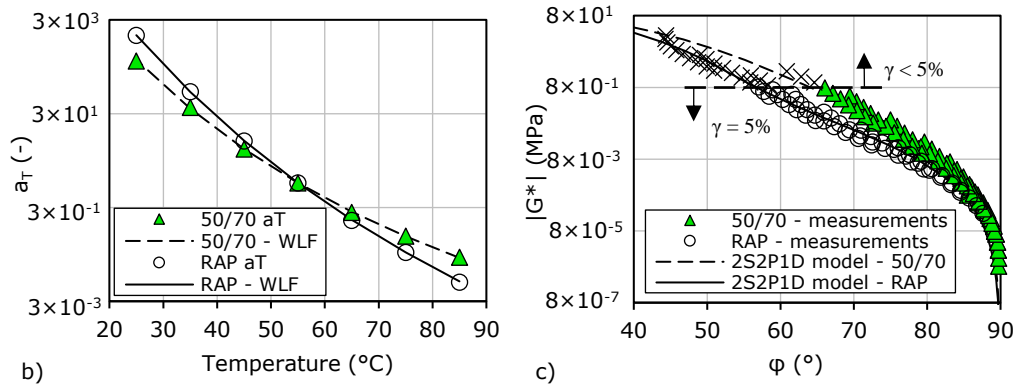 3×10³
3×10¹
3×10⁻¹
3×10⁻³
a_T (-)
50/70 aT
50/70 - WLF
RAP aT
RAP - WLF
20 30 40 50 60 70 80 90
Temperature (°C)
b)
8×10¹
8×10⁻¹
8×10⁻³
8×10⁻⁵
8×10⁻⁷
|G*| (MPa)
γ < 5%
γ = 5%
50/70 - measurements
RAP - measurements
2S2P1D model - 50/70
2S2P1D model - RAP
40 50 60 70 80 90
φ (°)
c)